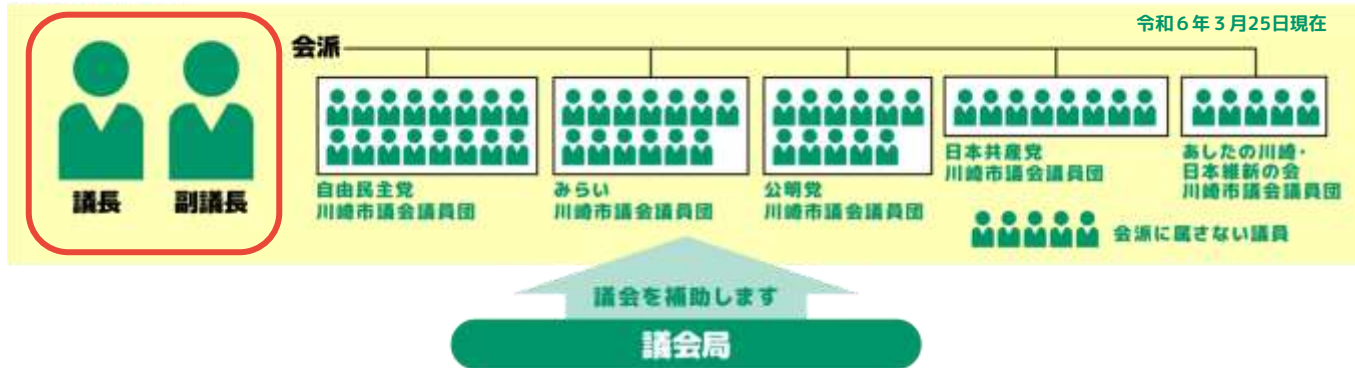 令和6年3月25日現在
会派
議長
副議長
自由民主党
川崎市議会議員団
みらい
川崎市議会議員団
公明党
川崎市議会議員団
日本共産党
川崎市議会議員団
あしたの川崎・
日本維新の会
川崎市議会議員団
会派に属さない議員
議会を補助します
議会局